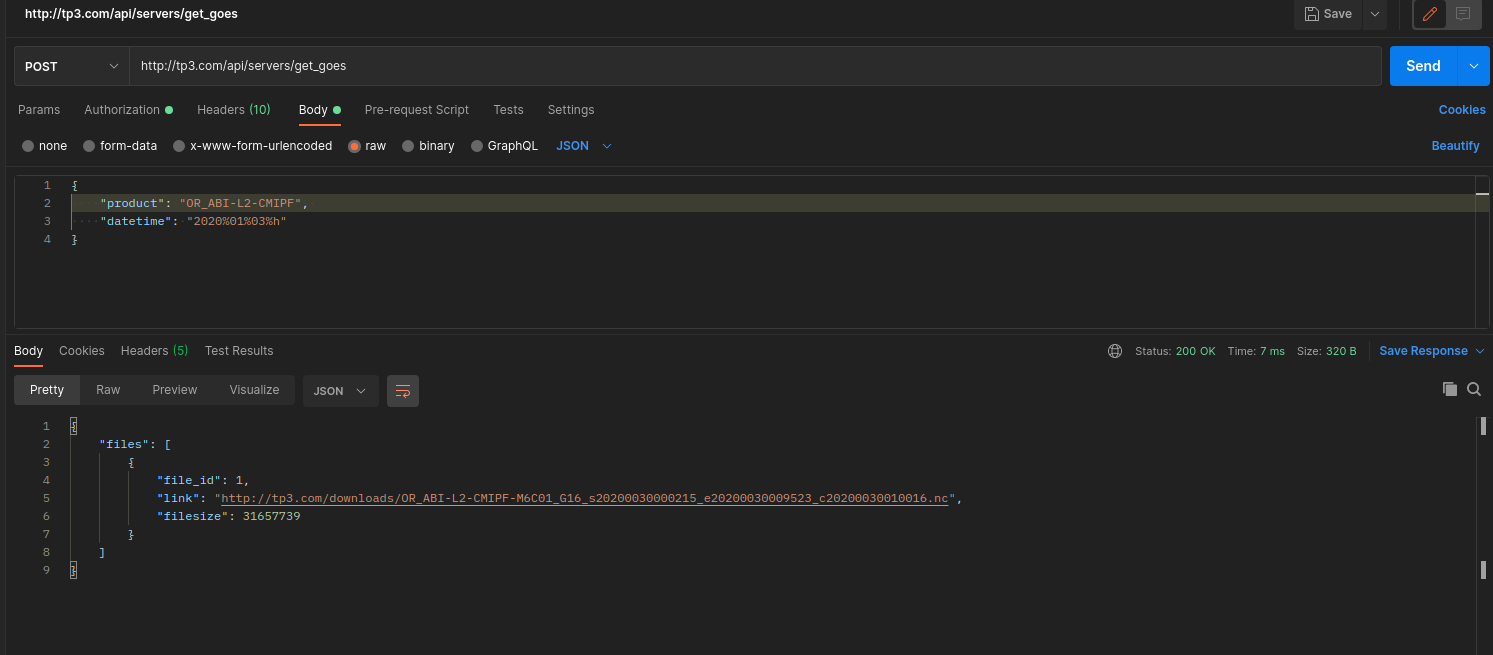 http://tp3.com/api/servers/get_goes
Save
POST
http://tp3.com/api/servers/get_goes
Send
Params Authorization Headers (10) Body Pre-request Script Tests Settings Cookies
none form-data x-www-form-urlencoded raw binary GraphQL JSON Beautify
1 {
2 "product": "OR_ABI-L2-CMIPF",
3 "datetime": "2020%01%03%h"
4 }
Body Cookies Headers (5) Test Results Status: 200 OK Time: 7 ms Size: 320 B Save Response
Pretty Raw Preview Visualize JSON
1 {
2 "files": [
3 {
4 "file_id": 1,
5 "link": "http://tp3.com/downloads/OR_ABI-L2-CMIPF-M6C01_G16_s20200030000215_e20200030009523_c20200030010016.nc",
6 "filesize": 31657739
7 }
8 ]
9 }